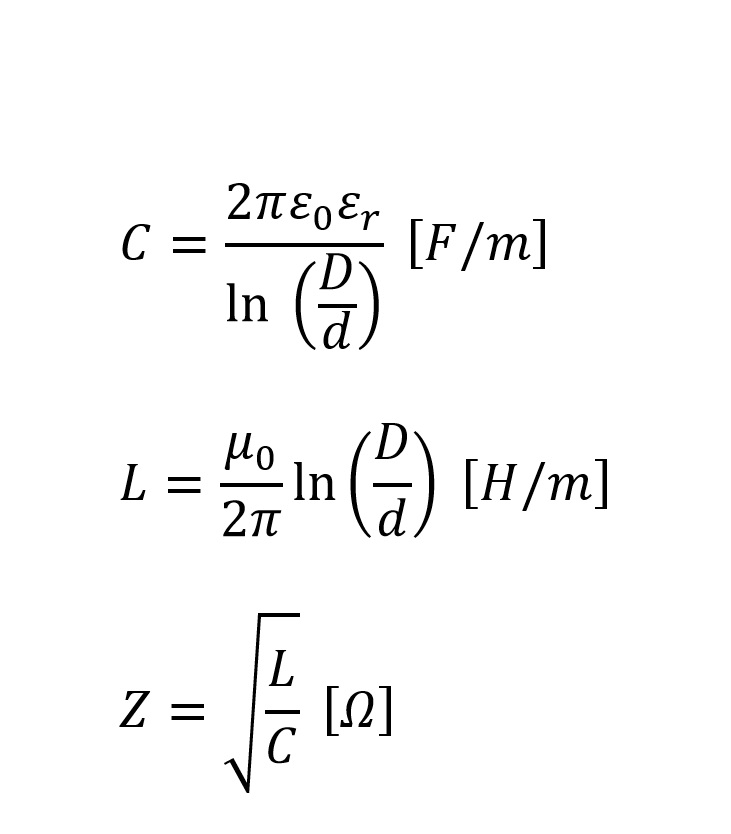 C = 2πε₀εᵣ / ln (D/d) [F/m]
L = μ₀/2π ln(D/d) [H/m]
Z = √(L/C) [Ω]